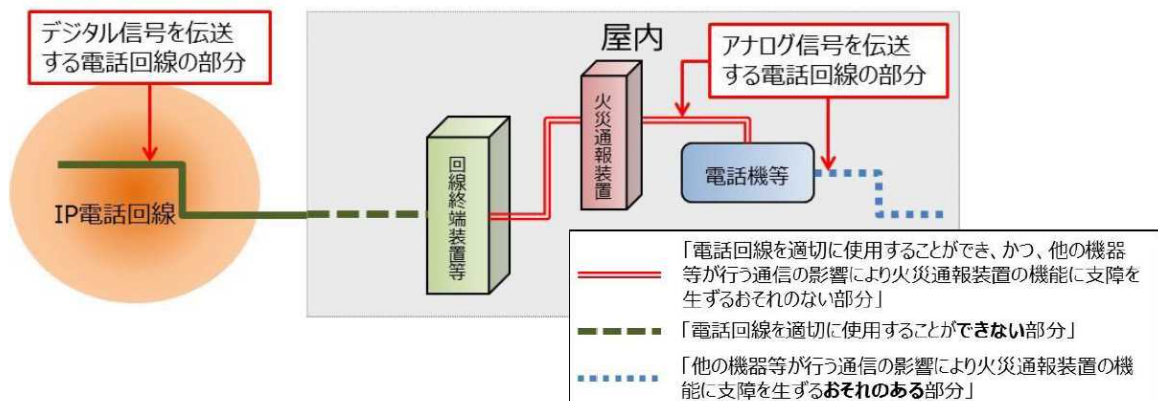 デジタル信号を伝送
する電話回線の部分
屋内
アナログ信号を伝送
する電話回線の部分
火災通報装置
回線終端装置等
電話機等
IP電話回線
「電話回線を適切に使用することができ、かつ、他の機器
等が行う通信の影響により火災通報装置の機能に支障を
生ずるおそれのない部分」
「電話回線を適切に使用することができない部分」
「他の機器等が行う通信の影響により火災通報装置の機
能に支障を生ずるおそれのある部分」